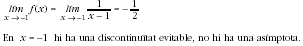 lim x→−1 f(x) = lim x→−1 1/(x − 1) = − 1/2
En x = −1 hi ha una discontinuïtat evitable, no hi ha una asímptota.